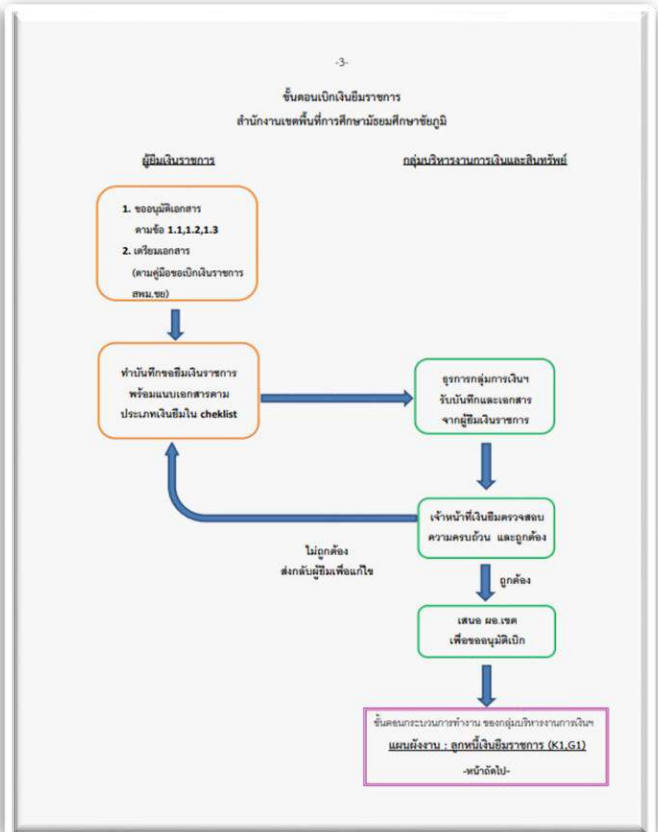 -3-
ขั้นตอนเบิกเงินยืมราชการ
สำนักงานเขตพื้นที่การศึกษามัธยมศึกษาชัยภูมิ
ผู้ยืมเงินราชการ
กลุ่มบริหารงานการเงินและสินทรัพย์
1. ขออนุมัติเอกสาร
ตามข้อ 1.1,1.2,1.3
2. เตรียมเอกสาร
(ตามคู่มือขอเบิกเงินราชการ
สพม.ชย)
ทำบันทึกขอยืมเงินราชการ
พร้อมแนบเอกสารตาม
ประเภทเงินยืมใน cheklist
ธุรการกลุ่มการเงินฯ
รับบันทึกและเอกสาร
จากผู้ยืมเงินราชการ
เจ้าหน้าที่เงินยืมตรวจสอบ
ความครบถ้วน และถูกต้อง
ไม่ถูกต้อง
ส่งกลับผู้ยืมเพื่อแก้ไข
ถูกต้อง
เสนอ ผอ.เขต
เพื่อขออนุมัติเบิก
ขั้นตอนกระบวนการทำงาน ของกลุ่มบริหารงานการเงินฯ
แผนผังงาน : ลูกหนี้เงินยืมราชการ (K1,G1)
-หน้าถัดไป-